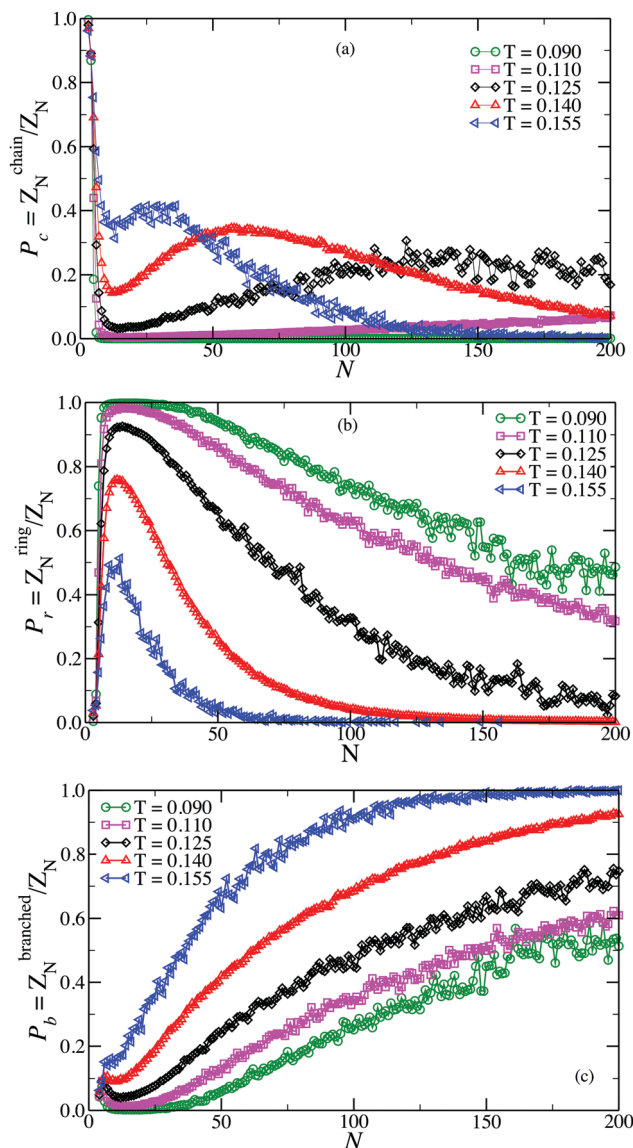 (a)
T = 0.090
T = 0.110
T = 0.125
T = 0.140
T = 0.155
P_c = Z_N^chain/Z_N
1.0
0.8
0.6
0.4
0.2
0.0
0 50 100 150 200
N
(b)
T = 0.090
T = 0.110
T = 0.125
T = 0.140
T = 0.155
P_r = Z_N^ring/Z_N
1.0
0.8
0.6
0.4
0.2
0.0
0 50 100 150 200
N
T = 0.090
T = 0.110
T = 0.125
T = 0.140
T = 0.155
P_b = Z_N^branched/Z_N
1.0
0.8
0.6
0.4
0.2
0.0
(c)
0 50 100 150 200
N